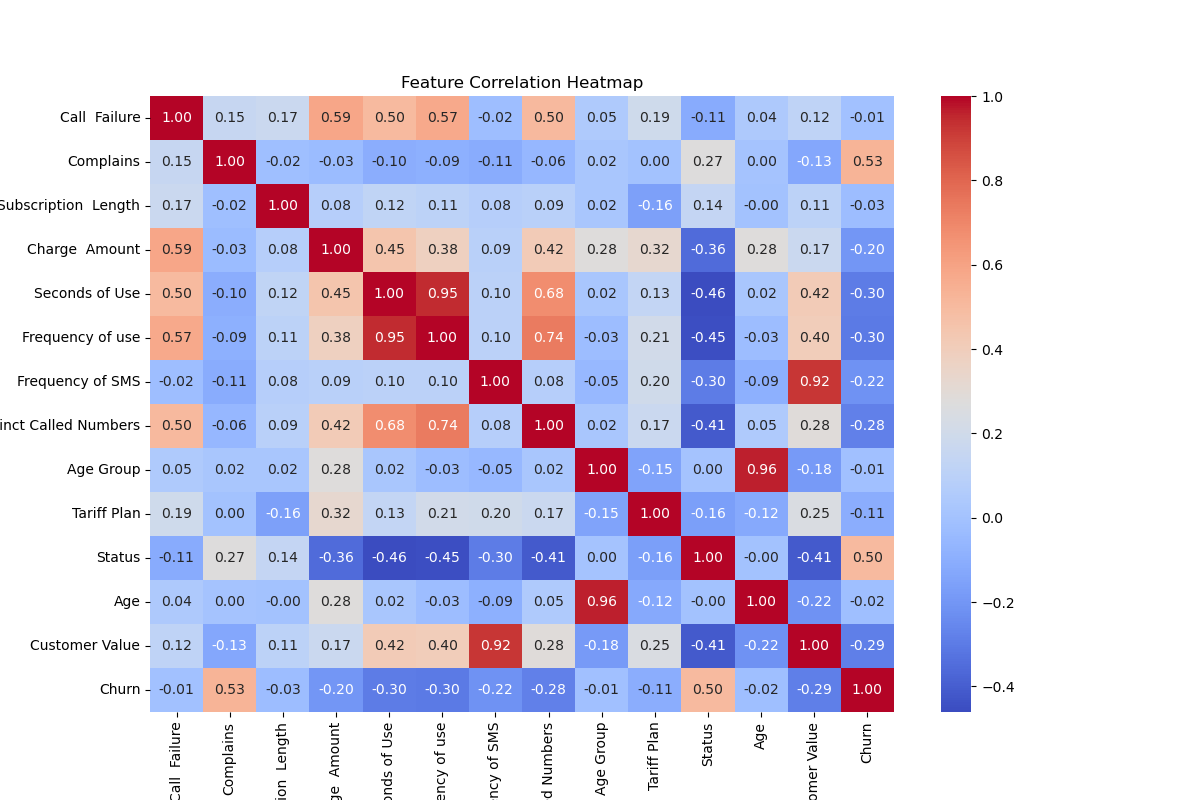 Feature Correlation Heatmap
Call  Failure 1.00 0.15 0.17 0.59 0.50 0.57 -0.02 0.50 0.05 0.19 -0.11 0.04 0.12 -0.01
Complains 0.15 1.00 -0.02 -0.03 -0.10 -0.09 -0.11 -0.06 0.02 0.00 0.27 0.00 -0.13 0.53
Subscription  Length 0.17 -0.02 1.00 0.08 0.12 0.11 0.08 0.09 0.02 -0.16 0.14 -0.00 0.11 -0.03
Charge  Amount 0.59 -0.03 0.08 1.00 0.45 0.38 0.09 0.42 0.28 0.32 -0.36 0.28 0.17 -0.20
Seconds of Use 0.50 -0.10 0.12 0.45 1.00 0.95 0.10 0.68 0.02 0.13 -0.46 0.02 0.42 -0.30
Frequency of use 0.57 -0.09 0.11 0.38 0.95 1.00 0.10 0.74 -0.03 0.21 -0.45 -0.03 0.40 -0.30
Frequency of SMS -0.02 -0.11 0.08 0.09 0.10 0.10 1.00 0.08 -0.05 0.20 -0.30 -0.09 0.92 -0.22
inct Called Numbers 0.50 -0.06 0.09 0.42 0.68 0.74 0.08 1.00 0.02 0.17 -0.41 0.05 0.28 -0.28
Age Group 0.05 0.02 0.02 0.28 0.02 -0.03 -0.05 0.02 1.00 -0.15 0.00 0.96 -0.18 -0.01
Tariff Plan 0.19 0.00 -0.16 0.32 0.13 0.21 0.20 0.17 -0.15 1.00 -0.16 -0.12 0.25 -0.11
Status -0.11 0.27 0.14 -0.36 -0.46 -0.45 -0.30 -0.41 0.00 -0.16 1.00 -0.00 -0.41 0.50
Age 0.04 0.00 -0.00 0.28 0.02 -0.03 -0.09 0.05 0.96 -0.12 -0.00 1.00 -0.22 -0.02
Customer Value 0.12 -0.13 0.11 0.17 0.42 0.40 0.92 0.28 -0.18 0.25 -0.41 -0.22 1.00 -0.29
Churn -0.01 0.53 -0.03 -0.20 -0.30 -0.30 -0.22 -0.28 -0.01 -0.11 0.50 -0.02 -0.29 1.00
Call  Failure
Complains
ion  Length
ge  Amount
onds of Use
ency of use
ency of SMS
d Numbers
Age Group
Tariff Plan
Status
Age
omer Value
Churn
1.0
0.8
0.6
0.4
0.2
0.0
−0.2
−0.4